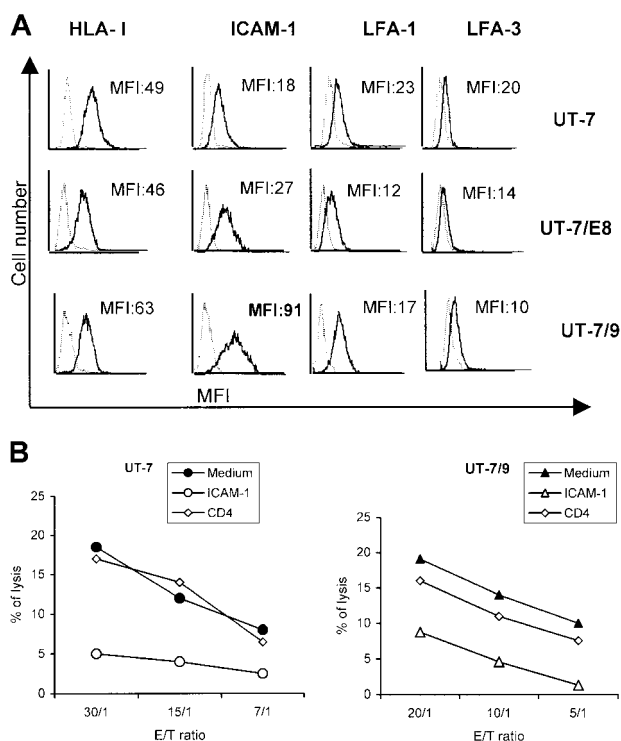 A
HLA- I ICAM-1 LFA-1 LFA-3
MFI:49 MFI:18 MFI:23 MFI:20 UT-7
MFI:46 MFI:27 MFI:12 MFI:14 UT-7/E8
MFI:63 MFI:91 MFI:17 MFI:10 UT-7/9
Cell number
MFI
B
UT-7
Medium
ICAM-1
CD4
% of lysis
25
20
15
10
5
0
30/1 15/1 7/1
E/T ratio
UT-7/9
Medium
ICAM-1
CD4
% of lysis
25
20
15
10
5
0
20/1 10/1 5/1
E/T ratio